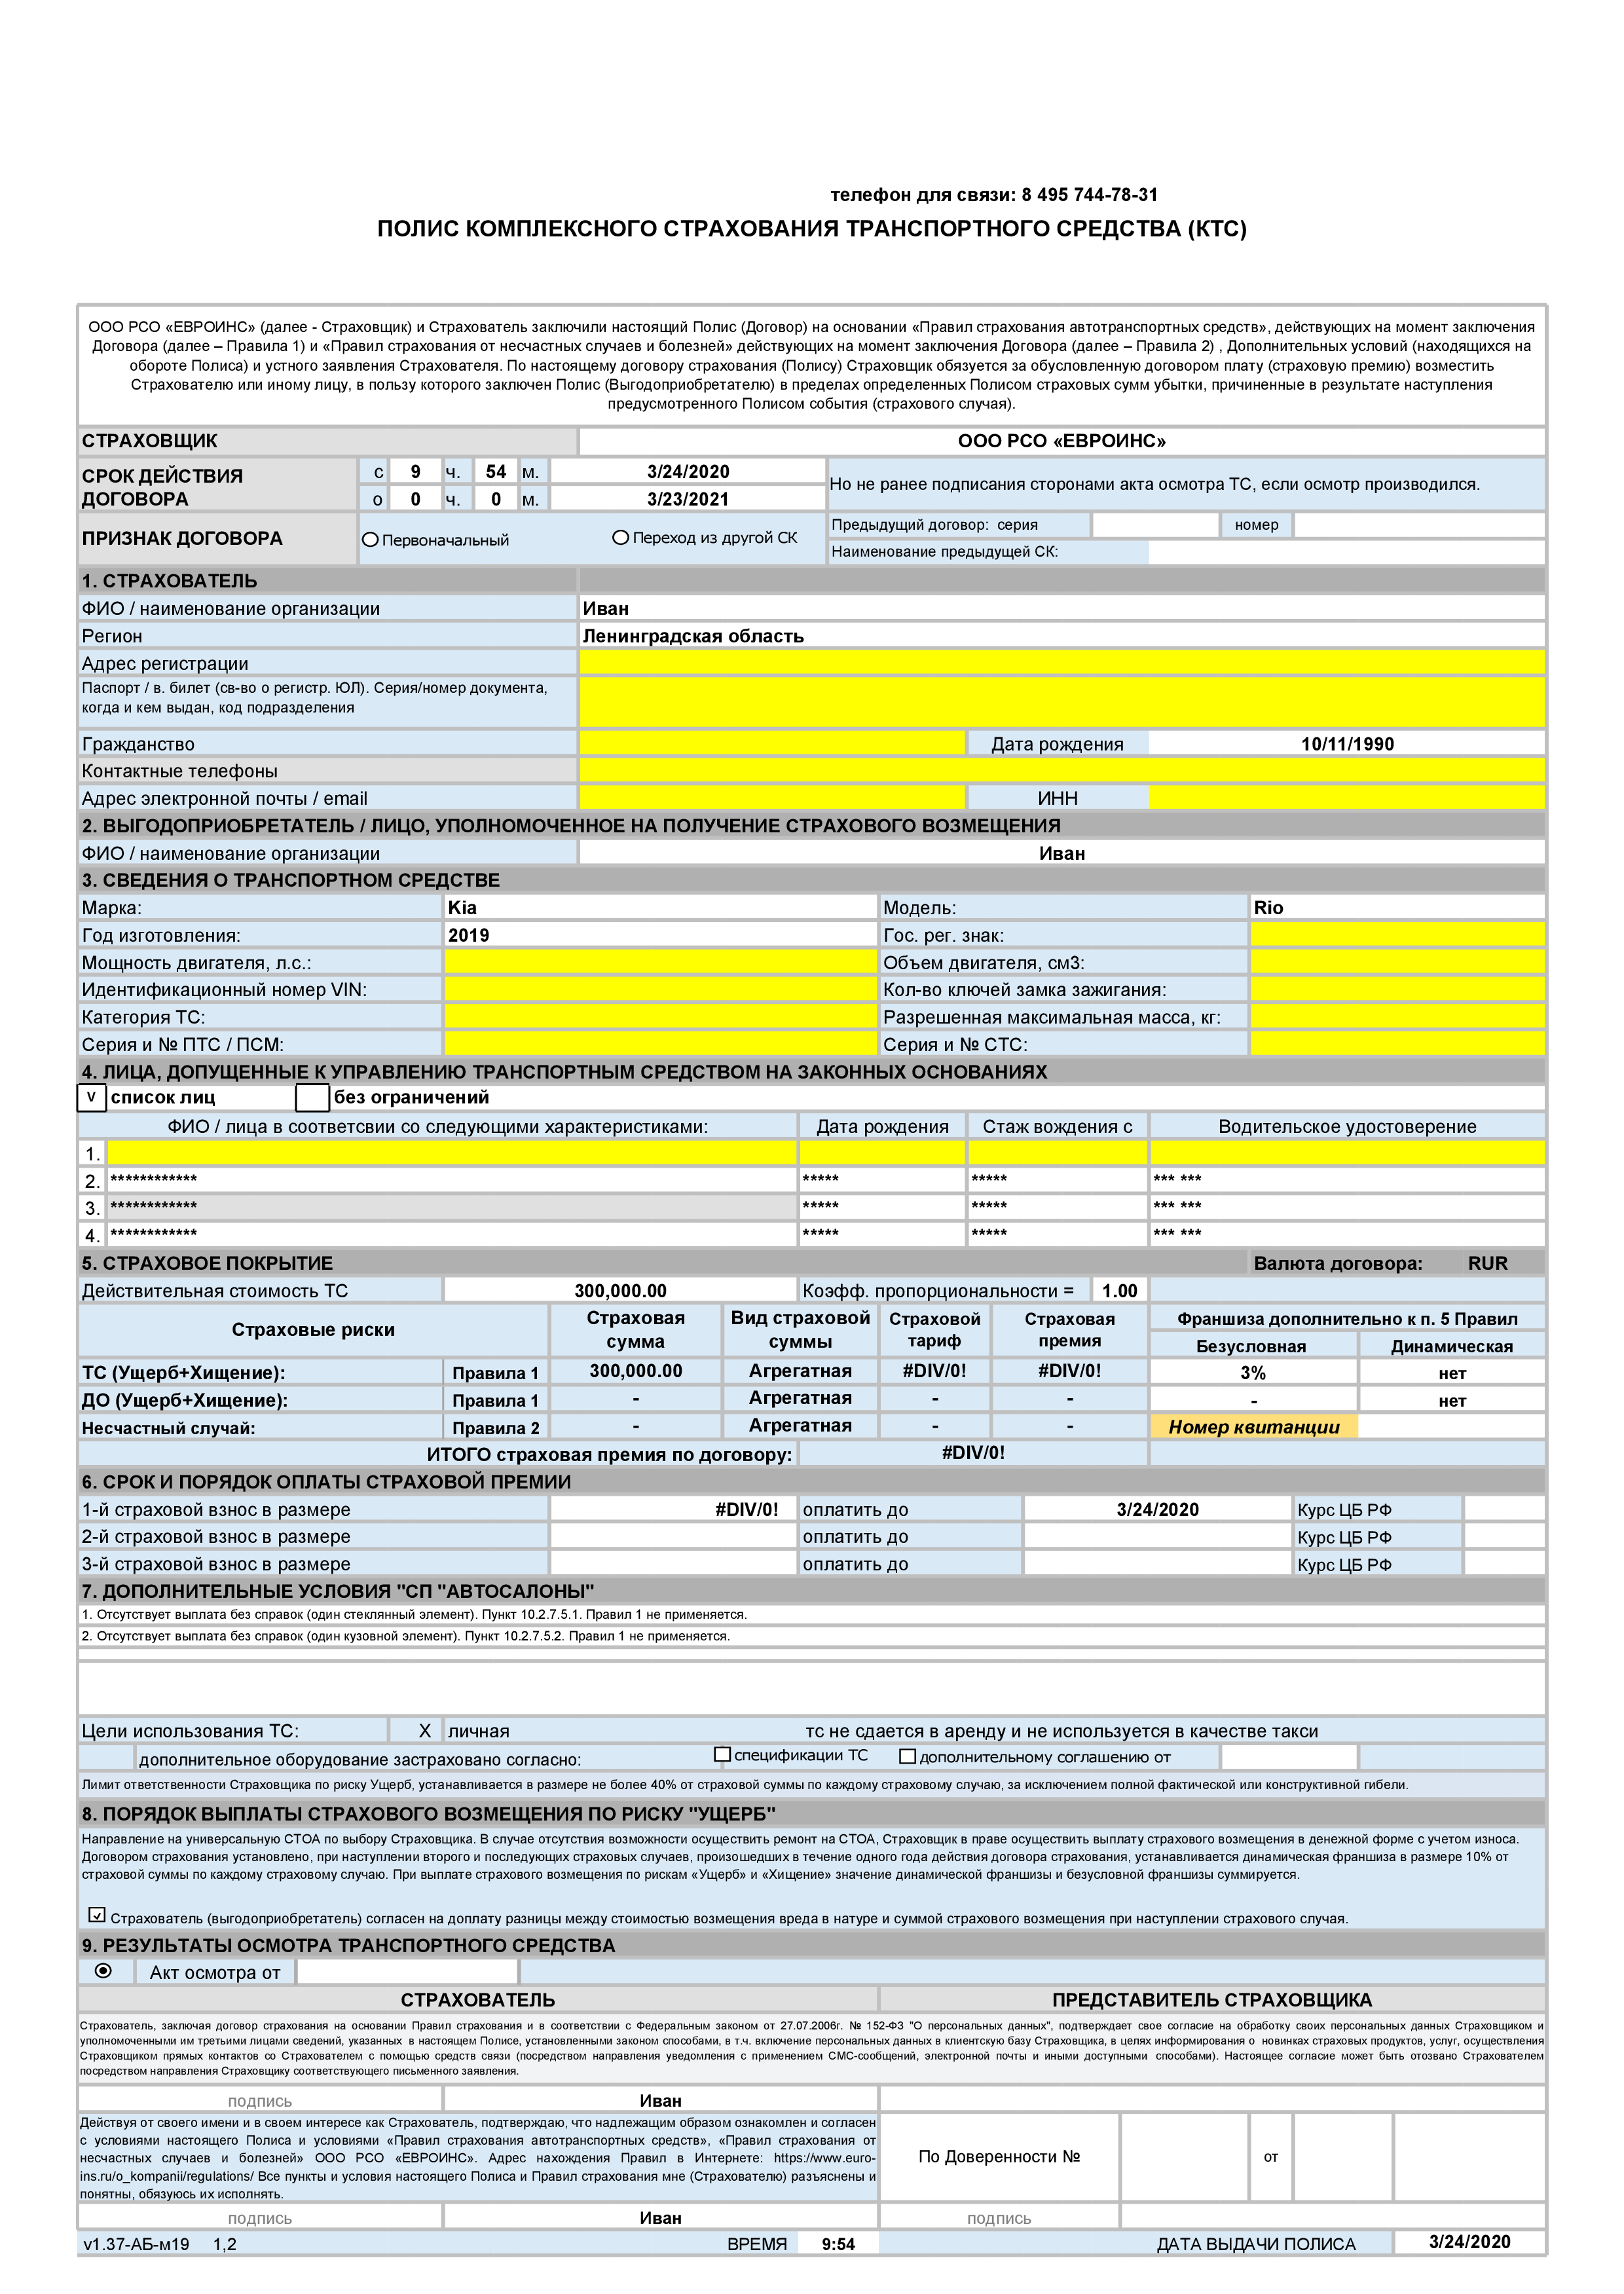 телефон для связи: 8 495 744-78-31
ПОЛИС КОМПЛЕКСНОГО СТРАХОВАНИЯ ТРАНСПОРТНОГО СРЕДСТВА (КТС)
ООО РСО «ЕВРОИНС» (далее - Страховщик) и Страхователь заключили настоящий Полис (Договор) на основании «Правил страхования автотранспортных средств», действующих на момент заключения
Договора (далее – Правила 1) и «Правил страхования от несчастных случаев и болезней» действующих на момент заключения Договора (далее – Правила 2) , Дополнительных условий (находящихся на
обороте Полиса) и устного заявления Страхователя. По настоящему договору страхования (Полису) Страховщик обязуется за обусловленную договором плату (страховую премию) возместить
Страхователю или иному лицу, в пользу которого заключен Полис (Выгодоприобретателю) в пределах определенных Полисом страховых сумм убытки, причиненные в результате наступления
предусмотренного Полисом события (страхового случая).
СТРАХОВЩИК ООО РСО «ЕВРОИНС»
СРОК ДЕЙСТВИЯ ДОГОВОРА
с 9 ч. 54 м. 3/24/2020
о 0 ч. 0 м. 3/23/2021
Но не ранее подписания сторонами акта осмотра ТС, если осмотр производился.
ПРИЗНАК ДОГОВОРА Первоначальный Переход из другой СК
Предыдущий договор: серия номер
Наименование предыдущей СК:
1. СТРАХОВАТЕЛЬ
ФИО / наименование организации Иван
Регион Ленинградская область
Адрес регистрации
Паспорт / в. билет (св-во о регистр. ЮЛ). Серия/номер документа,
когда и кем выдан, код подразделения
Гражданство Дата рождения 10/11/1990
Контактные телефоны
Адрес электронной почты / email ИНН
2. ВЫГОДОПРИОБРЕТАТЕЛЬ / ЛИЦО, УПОЛНОМОЧЕННОЕ НА ПОЛУЧЕНИЕ СТРАХОВОГО ВОЗМЕЩЕНИЯ
ФИО / наименование организации Иван
3. СВЕДЕНИЯ О ТРАНСПОРТНОМ СРЕДСТВЕ
Марка: Kia Модель: Rio
Год изготовления: 2019 Гос. рег. знак:
Мощность двигателя, л.с.: Объем двигателя, см3:
Идентификационный номер VIN: Кол-во ключей замка зажигания:
Категория ТС: Разрешенная максимальная масса, кг:
Серия и № ПТС / ПСМ: Серия и № СТС:
4. ЛИЦА, ДОПУЩЕННЫЕ К УПРАВЛЕНИЮ ТРАНСПОРТНЫМ СРЕДСТВОМ НА ЗАКОННЫХ ОСНОВАНИЯХ
V список лиц без ограничений
ФИО / лица в соответсвии со следующими характеристиками: Дата рождения Стаж вождения с Водительское удостоверение
1.
2. ************ ***** ***** *** ***
3. ************ ***** ***** *** ***
4. ************ ***** ***** *** ***
5. СТРАХОВОЕ ПОКРЫТИЕ Валюта договора: RUR
Действительная стоимость ТС 300,000.00 Коэфф. пропорциональности = 1.00
Страховые риски Страховая сумма Вид страховой суммы Страховой тариф Страховая премия Франшиза дополнительно к п. 5 Правил
Безусловная Динамическая
ТС (Ущерб+Хищение): Правила 1 300,000.00 Агрегатная #DIV/0! #DIV/0! 3% нет
ДО (Ущерб+Хищение): Правила 1 - Агрегатная - - - нет
Несчастный случай: Правила 2 - Агрегатная - - Номер квитанции
ИТОГО страховая премия по договору: #DIV/0!
6. СРОК И ПОРЯДОК ОПЛАТЫ СТРАХОВОЙ ПРЕМИИ
1-й страховой взнос в размере #DIV/0! оплатить до 3/24/2020 Курс ЦБ РФ
2-й страховой взнос в размере оплатить до Курс ЦБ РФ
3-й страховой взнос в размере оплатить до Курс ЦБ РФ
7. ДОПОЛНИТЕЛЬНЫЕ УСЛОВИЯ "СП "АВТОСАЛОНЫ"
1. Отсутствует выплата без справок (один стеклянный элемент). Пункт 10.2.7.5.1. Правил 1 не применяется.
2. Отсутствует выплата без справок (один кузовной элемент). Пункт 10.2.7.5.2. Правил 1 не применяется.
Цели использования ТС: X личная тс не сдается в аренду и не используется в качестве такси
дополнительное оборудование застраховано согласно: спецификации ТС дополнительному соглашению от
Лимит ответственности Страховщика по риску Ущерб, устанавливается в размере не более 40% от страховой суммы по каждому страховому случаю, за исключением полной фактической или конструктивной гибели.
8. ПОРЯДОК ВЫПЛАТЫ СТРАХОВОГО ВОЗМЕЩЕНИЯ ПО РИСКУ "УЩЕРБ"
Направление на универсальную СТОА по выбору Страховщика. В случае отсутствия возможности осуществить ремонт на СТОА, Страховщик в праве осуществить выплату страхового возмещения в денежной форме с учетом износа.
Договором страхования установлено, при наступлении второго и последующих страховых случаев, произошедших в течение одного года действия договора страхования, устанавливается динамическая франшиза в размере 10% от
страховой суммы по каждому страховому случаю. При выплате страхового возмещения по рискам «Ущерб» и «Хищение» значение динамической франшизы и безусловной франшизы суммируется.
Страхователь (выгодоприобретатель) согласен на доплату разницы между стоимостью возмещения вреда в натуре и суммой страхового возмещения при наступлении страхового случая.
9. РЕЗУЛЬТАТЫ ОСМОТРА ТРАНСПОРТНОГО СРЕДСТВА
Акт осмотра от
СТРАХОВАТЕЛЬ ПРЕДСТАВИТЕЛЬ СТРАХОВЩИКА
Страхователь, заключая договор страхования на основании Правил страхования и в соответствии с Федеральным законом от 27.07.2006г. № 152-ФЗ "О персональных данных", подтверждает свое согласие на обработку своих персональных данных Страховщиком и
уполномоченными им третьими лицами сведений, указанных в настоящем Полисе, установленными законом способами, в т.ч. включение персональных данных в клиентскую базу Страховщика, в целях информирования о новинках страховых продуктов, услуг, осуществления
Страховщиком прямых контактов со Страхователем с помощью средств связи (посредством направления уведомления с применением СМС-сообщений, электронной почты и иными доступными способами). Настоящее согласие может быть отозвано Страхователем
посредством направления Страховщику соответствующего письменного заявления.
подпись Иван
Действуя от своего имени и в своем интересе как Страхователь, подтверждаю, что надлежащим образом ознакомлен и согласен
с условиями настоящего Полиса и условиями «Правил страхования автотранспортных средств», «Правил страхования от
несчастных случаев и болезней» ООО РСО «ЕВРОИНС». Адрес нахождения Правил в Интернете: https://www.euro-
ins.ru/o_kompanii/regulations/ Все пункты и условия настоящего Полиса и Правил страхования мне (Страхователю) разъяснены и
понятны, обязуюсь их исполнять.
По Доверенности № от
подпись Иван подпись
v1.37-АБ-м19 1,2 ВРЕМЯ 9:54 ДАТА ВЫДАЧИ ПОЛИСА 3/24/2020